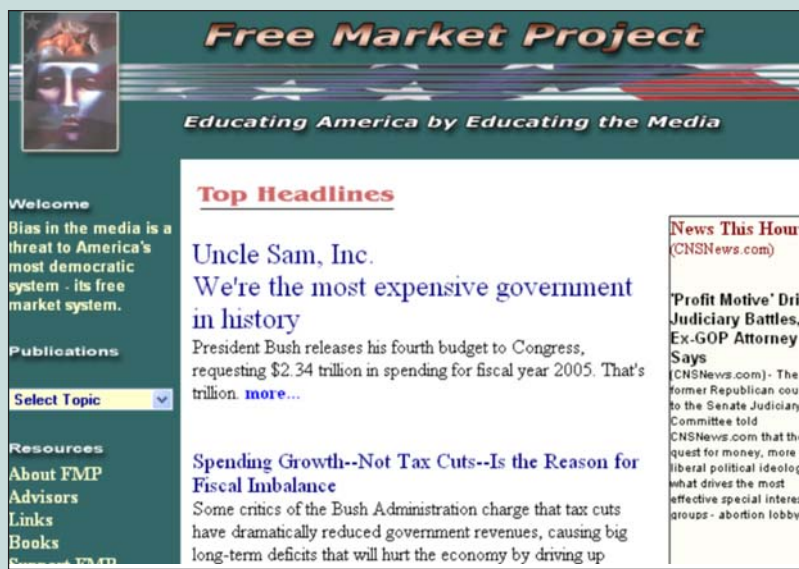 Free Market Project
Educating America by Educating the Media
Welcome
Bias in the media is a
threat to America's
most democratic
system - its free
market system.
Publications
Select Topic
Resources
About FMP
Advisors
Links
Books
Support FMP
Top Headlines
Uncle Sam, Inc.
We're the most expensive government
in history
President Bush releases his fourth budget to Congress,
requesting $2.34 trillion in spending for fiscal year 2005. That's
trillion. more...
Spending Growth--Not Tax Cuts--Is the Reason for
Fiscal Imbalance
Some critics of the Bush Administration charge that tax cuts
have dramatically reduced government revenues, causing big
long-term deficits that will hurt the economy by driving up
News This Hour
(CNSNews.com)
'Profit Motive' Dri
Judiciary Battles,
Ex-GOP Attorney
Says
(CNSNews.com)- The
former Republican cou
to the Senate Judiciary
Committee told
CNSNews.com that the
quest for money, more
liberal political ideolog
what drives the most
effective special interes
groups - abortion lobby